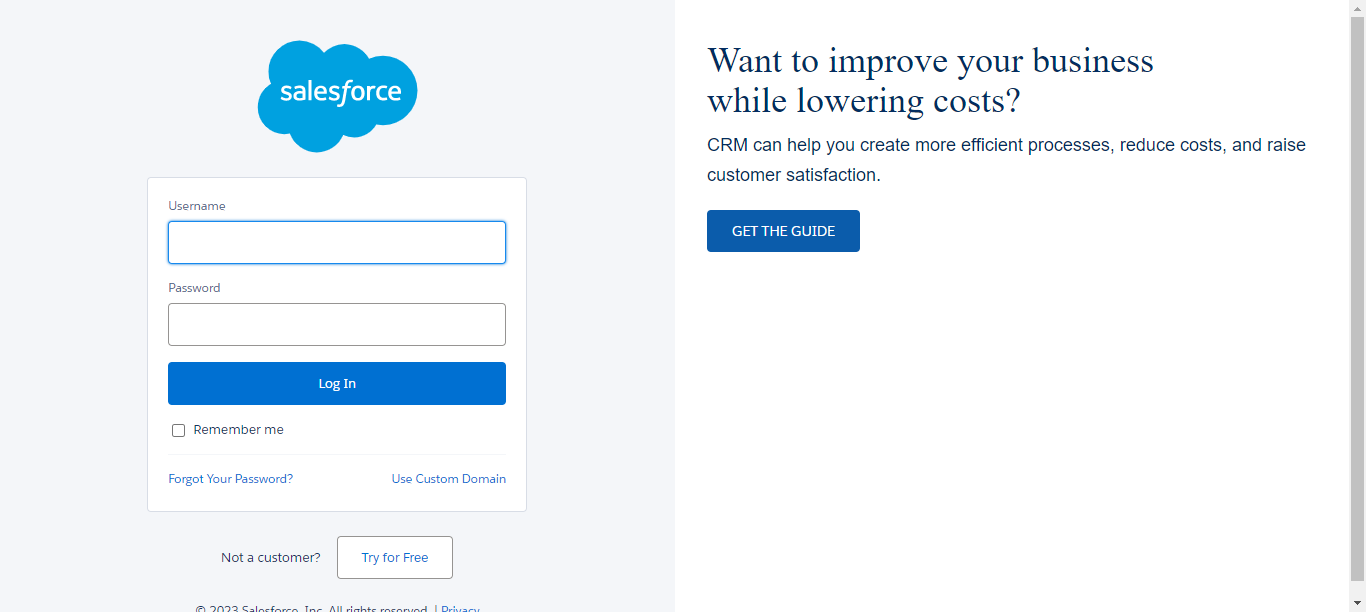 salesforce
Username
Password
Log In
Remember me
Forgot Your Password?
Use Custom Domain
Not a customer?
Try for Free
© 2023 Salesforce, Inc. All rights reserved. | Privacy
Want to improve your business
while lowering costs?
CRM can help you create more efficient processes, reduce costs, and raise
customer satisfaction.
GET THE GUIDE